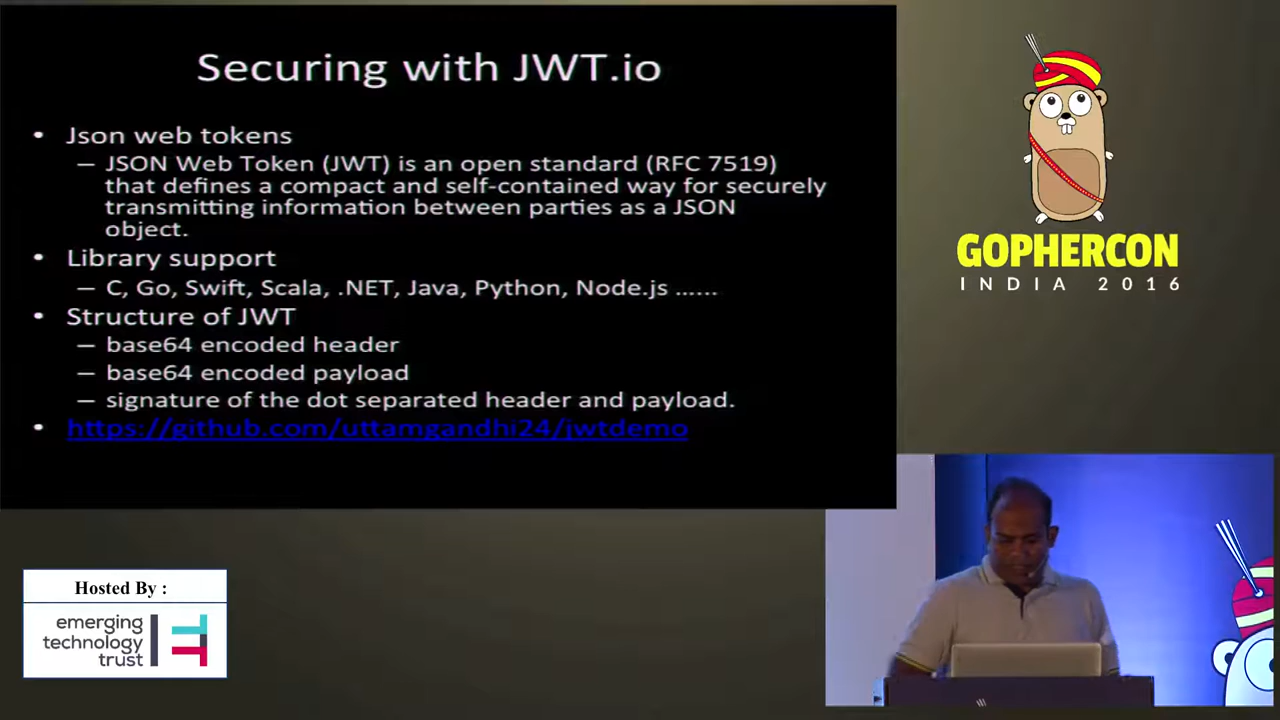 Securing with JWT.io
• Json web tokens
– JSON Web Token (JWT) is an open standard (RFC 7519)
that defines a compact and self-contained way for securely
transmitting information between parties as a JSON
object.
• Library support
– C, Go, Swift, Scala, .NET, Java, Python, Node.js ......
• Structure of JWT
– base64 encoded header
– base64 encoded payload
– signature of the dot separated header and payload.
• https://github.com/uttamgandhi24/jwtdemo
GOPHERCON
INDIA 2016
Hosted By :
emerging
technology
trust